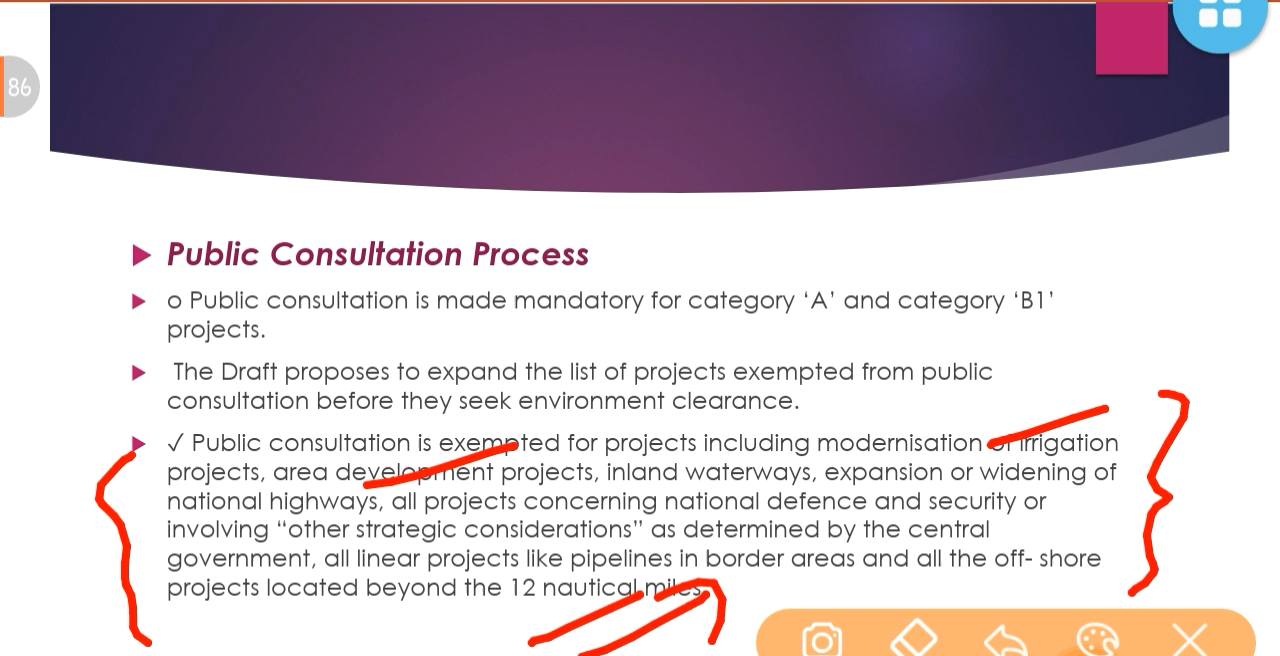 86
Public Consultation Process
o Public consultation is made mandatory for category ‘A’ and category ‘B1’
projects.
The Draft proposes to expand the list of projects exempted from public
consultation before they seek environment clearance.
✓ Public consultation is exempted for projects including modernisation of irrigation
projects, area development projects, inland waterways, expansion or widening of
national highways, all projects concerning national defence and security or
involving “other strategic considerations” as determined by the central
government, all linear projects like pipelines in border areas and all the off- shore
projects located beyond the 12 nautical miles.